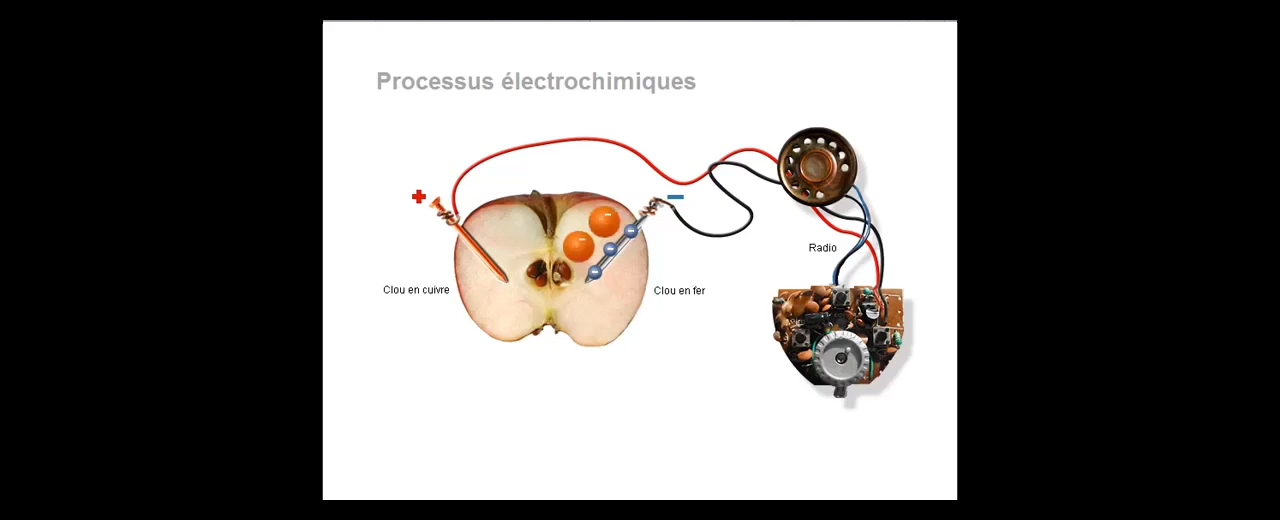 Processus électrochimiques
+
−
Radio
Clou en cuivre
Clou en fer